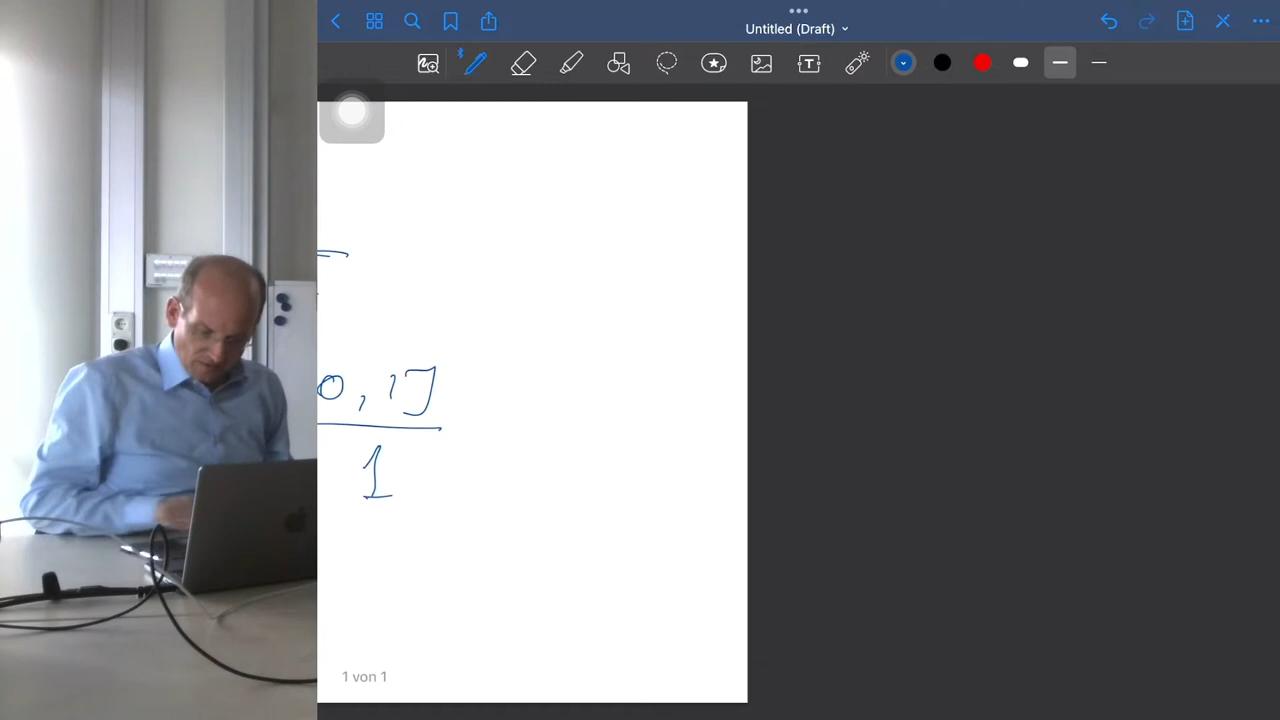 Untitled (Draft)
T
0, 1]
1
1 von 1